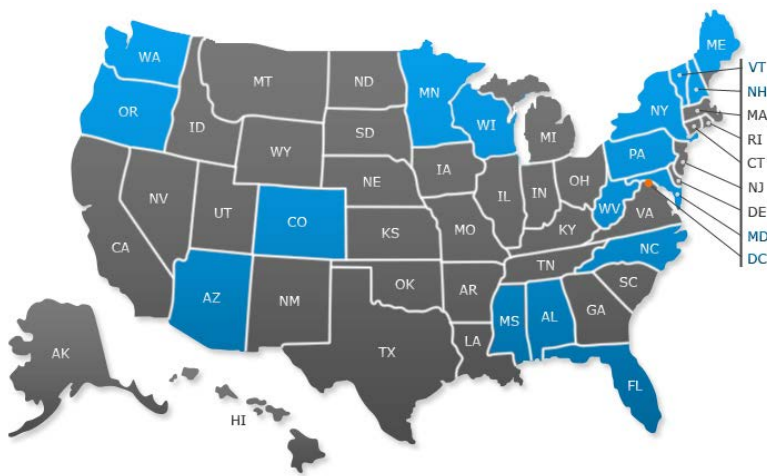 WA
MT
ND
MN
ME
VT
OR
ID
SD
WI
NY
NH
WY
MI
MA
RI
PA
CT
IA
NE
NV
UT
IL
IN
OH
NJ
CO
WV
VA
DE
CA
KS
MO
KY
MD
NC
DC
TN
AZ
NM
OK
AR
SC
MS
AL
GA
LA
AK
TX
FL
HI